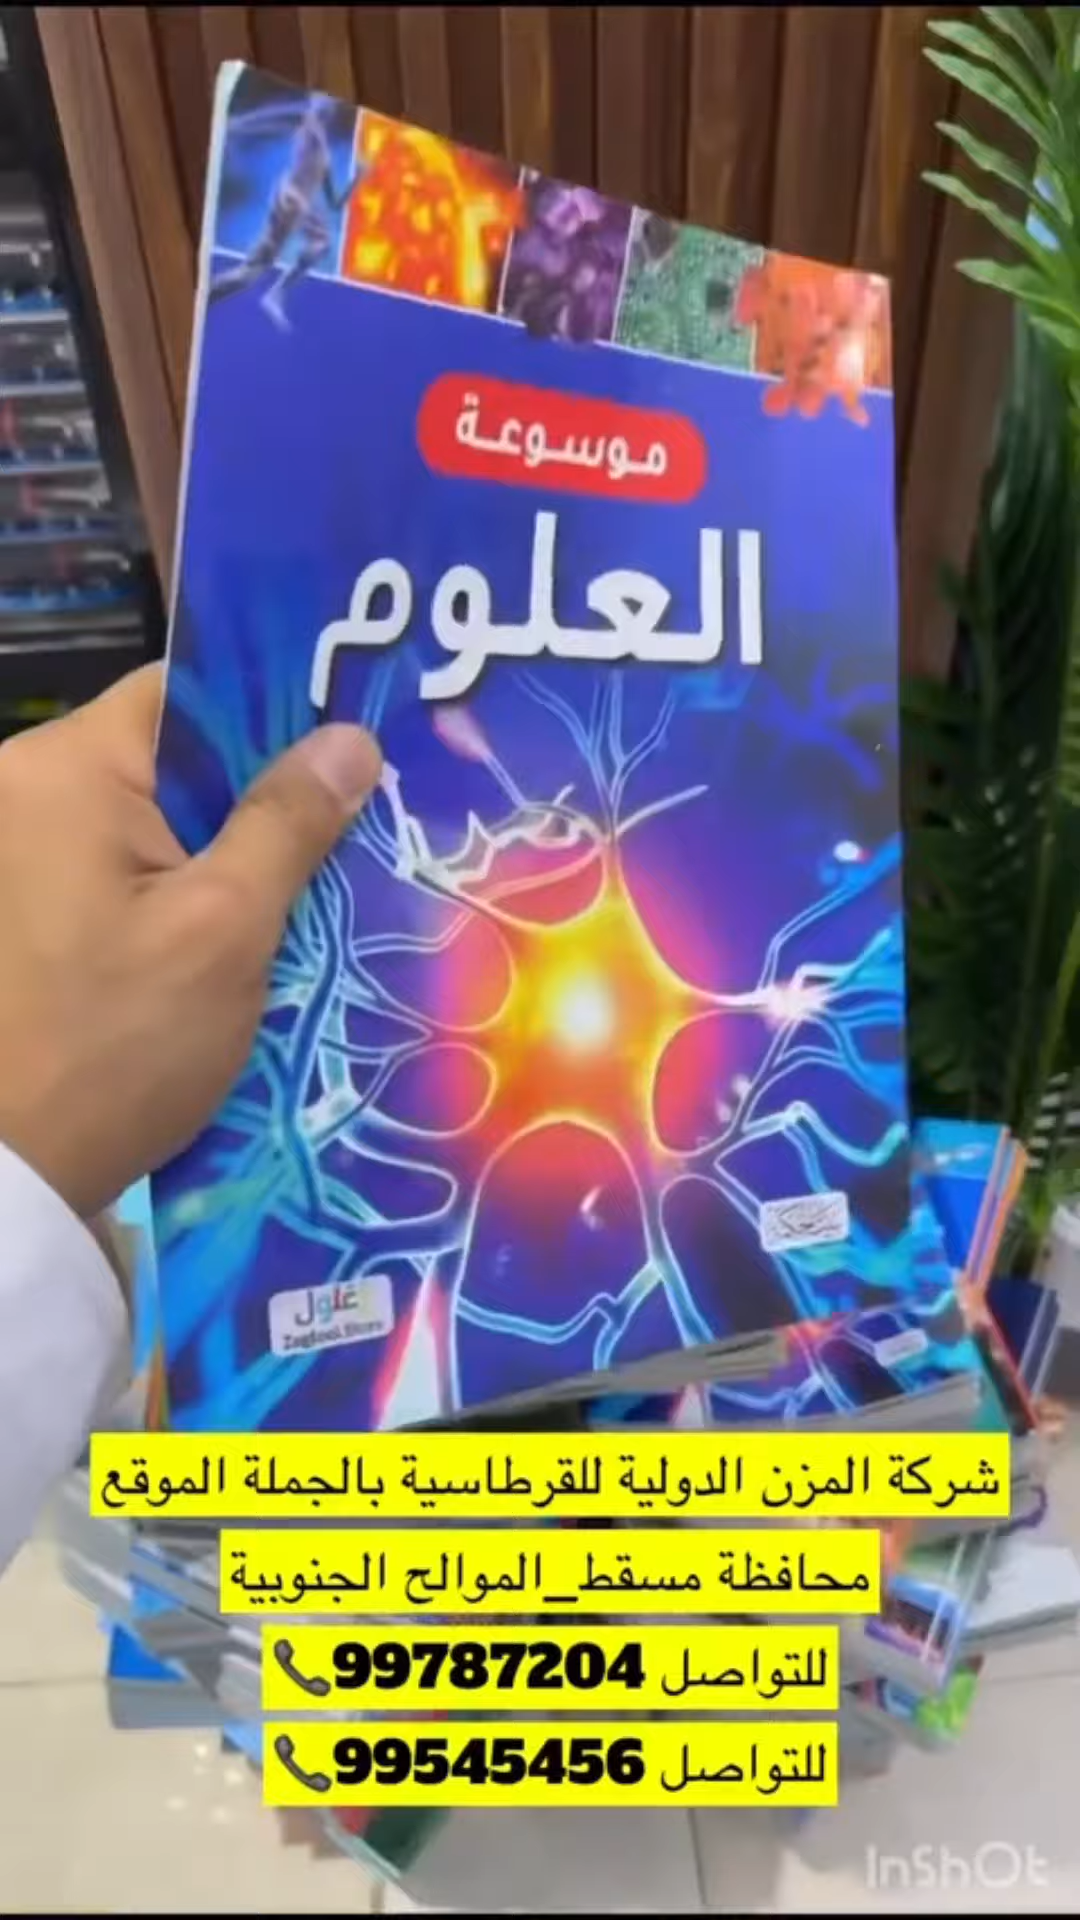 موسوعة
العلوم
شركة المزن الدولية للقرطاسية بالجملة الموقع
محافظة مسقط_الموالح الجنوبية
للتواصل 99787204📞
للتواصل 99545456📞
InShOt